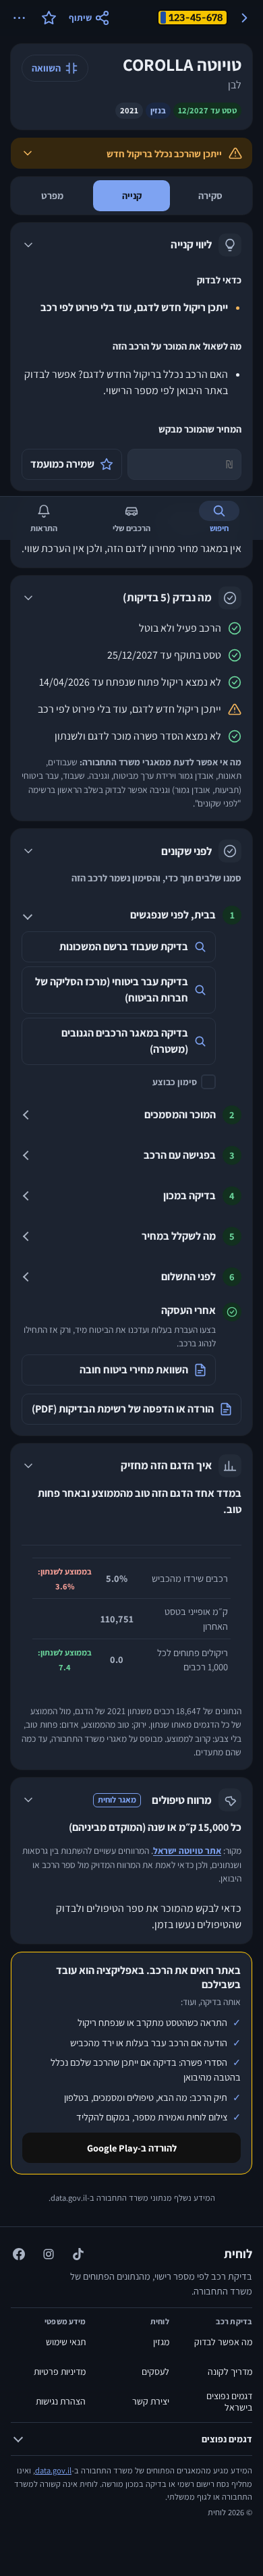 123-45-678
שיתוף
טויוטה COROLLA
לבן
השוואה
טסט עד 12/2027
בנזין
2021
ייתכן שהרכב נכלל בריקול חדש
סקירה
קנייה
מפרט
ליווי קנייה
כדאי לבדוק
ייתכן ריקול חדש לדגם, עוד בלי פירוט לפי רכב
מה לשאול את המוכר על הרכב הזה
האם הרכב נכלל בריקול החדש לדגם? אפשר לבדוק
באתר היבואן לפי מספר הרישוי.
המחיר שהמוכר מבקש
₪
שמירה כמועמד
חיפוש
הרכבים שלי
התראות
אין במאגר מחיר מחירון לדגם הזה, ולכן אין הערכת שווי.
מה נבדק (5 בדיקות)
הרכב פעיל ולא בוטל
טסט בתוקף עד 25/12/2027
לא נמצא ריקול פתוח שנפתח עד 14/04/2026
ייתכן ריקול חדש לדגם, עוד בלי פירוט לפי רכב
לא נמצא הסדר פשרה מוכר לדגם ולשנתון
מה אי אפשר לדעת ממאגרי משרד התחבורה: שעבודים,
תאונות, אובדן גמור וירידת ערך מביטוח, וגניבה. שעבוד, עבר ביטוחי
(תביעות, אובדן גמור) וגניבה אפשר לבדוק בשלב הראשון ברשימה
"לפני שקונים".
לפני שקונים
סמנו שלבים תוך כדי, והסימון נשמר לרכב הזה
1
בבית, לפני שנפגשים
בדיקת שעבוד ברשם המשכונות
בדיקת עבר ביטוחי (מרכז הסליקה של
חברות הביטוח)
בדיקה במאגר הרכבים הגנובים
(משטרה)
סימון כבוצע
2
המוכר והמסמכים
3
בפגישה עם הרכב
4
בדיקה במכון
5
מה לשקלל במחיר
6
לפני התשלום
אחרי העסקה
בצעו העברת בעלות ועדכנו את הביטוח מיד, ורק אז התחילו
לנהוג ברכב.
השוואת מחירי ביטוח חובה
הורדה או הדפסה של רשימת הבדיקות (PDF)
איך הדגם הזה מחזיק
במדד אחד הדגם הזה טוב מהממוצע ובאחר פחות
טוב.
רכבים שירדו מהכביש
5.0%
בממוצע לשנתון:
3.6%
ק״מ אופייני בטסט
האחרון
110,751
ריקולים פתוחים לכל
1,000 רכבים
0.0
בממוצע לשנתון:
7.4
הנתונים של 18,647 רכבים משנתון 2021 של הדגם, מול הממוצע
של כל הדגמים מאותו שנתון. ירוק: טוב מהממוצע, אדום: פחות טוב,
בלי צבע: קרוב לממוצע. מבוסס על מאגרי משרד התחבורה, עד כמה
שהם מתעדים.
מרווח טיפולים
מאגר לוחית
כל 15,000 ק״מ או שנה (המוקדם מביניהם)
מקור: אתר טויוטה ישראל. המרווחים עשויים להשתנות בין גרסאות
ושנתונים, ולכן כדאי לאמת את המרווח המדויק מול ספר הרכב או
היבואן.
כדאי לבקש מהמוכר את ספר הטיפולים ולבדוק
שהטיפולים נעשו בזמן.
באתר רואים את הרכב. באפליקציה הוא עובד
בשבילכם
אותה בדיקה, ועוד:
✓ התראה כשהטסט מתקרב או שנפתח ריקול
✓ הודעה אם הרכב עבר בעלות או ירד מהכביש
✓ הסדרי פשרה: בדיקה אם ייתכן שהרכב שלכם נכלל
בהטבה מהיבואן
✓ תיק הרכב: מה הבא, טיפולים ומסמכים, בטלפון
✓ צילום לוחית ואמירת מספר, במקום להקליד
להורדה ב-Google Play
המידע נשלף מנתוני משרד התחבורה ב-data.gov.il.
לוחית
בדיקת רכב לפי מספר רישוי, מהנתונים הפתוחים של
משרד התחבורה.
בדיקת רכב
לוחית
מידע משפטי
מה אפשר לבדוק
מגזין
תנאי שימוש
מדריך לקונה
לעסקים
מדיניות פרטיות
דגמים נפוצים
בישראל
יצירת קשר
הצהרת נגישות
דגמים נפוצים
המידע מגיע מהמאגרים הפתוחים של משרד התחבורה ב-data.gov.il, ואינו
מחליף נסח רישום רשמי או בדיקה במכון מורשה. לוחית אינה קשורה למשרד
התחבורה או לגוף ממשלתי.
© 2026 לוחית